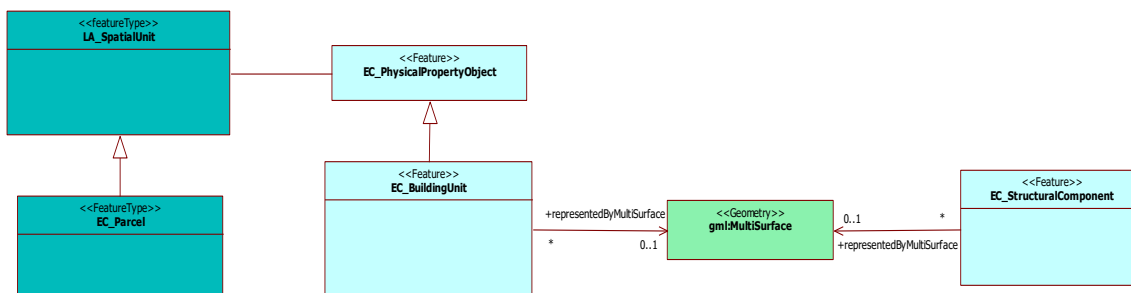 <<featureType>>
LA_SpatialUnit
<<Feature>>
EC_PhysicalPropertyObject
<<FeatureType>>
EC_Parcel
<<Feature>>
EC_BuildingUnit
+representedByMultiSurface
*
0..1
<<Geometry>>
gml:MultiSurface
0..1
*
+representedByMultiSurface
<<Feature>>
EC_StructuralComponent